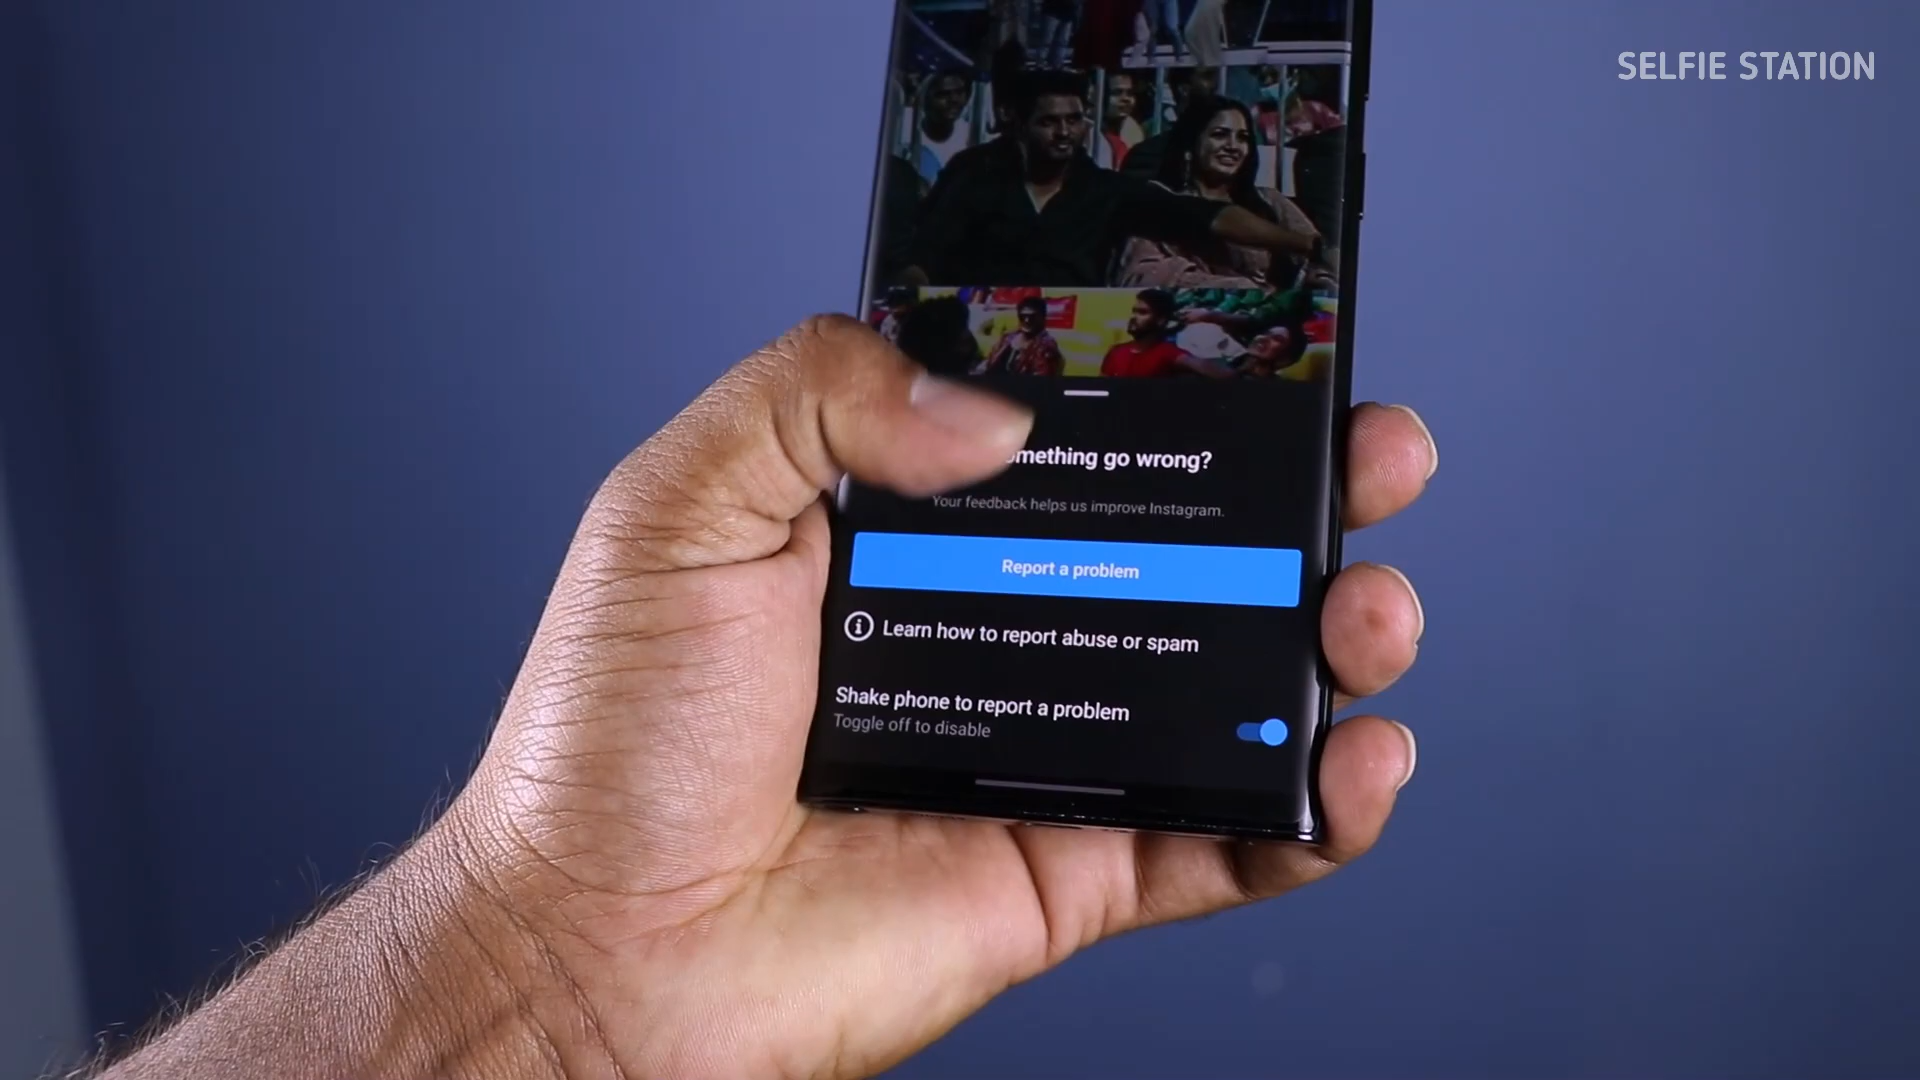 SELFIE STATION
omething go wrong?
Your feedback helps us improve Instagram.
Report a problem
Learn how to report abuse or spam
Shake phone to report a problem
Toggle off to disable